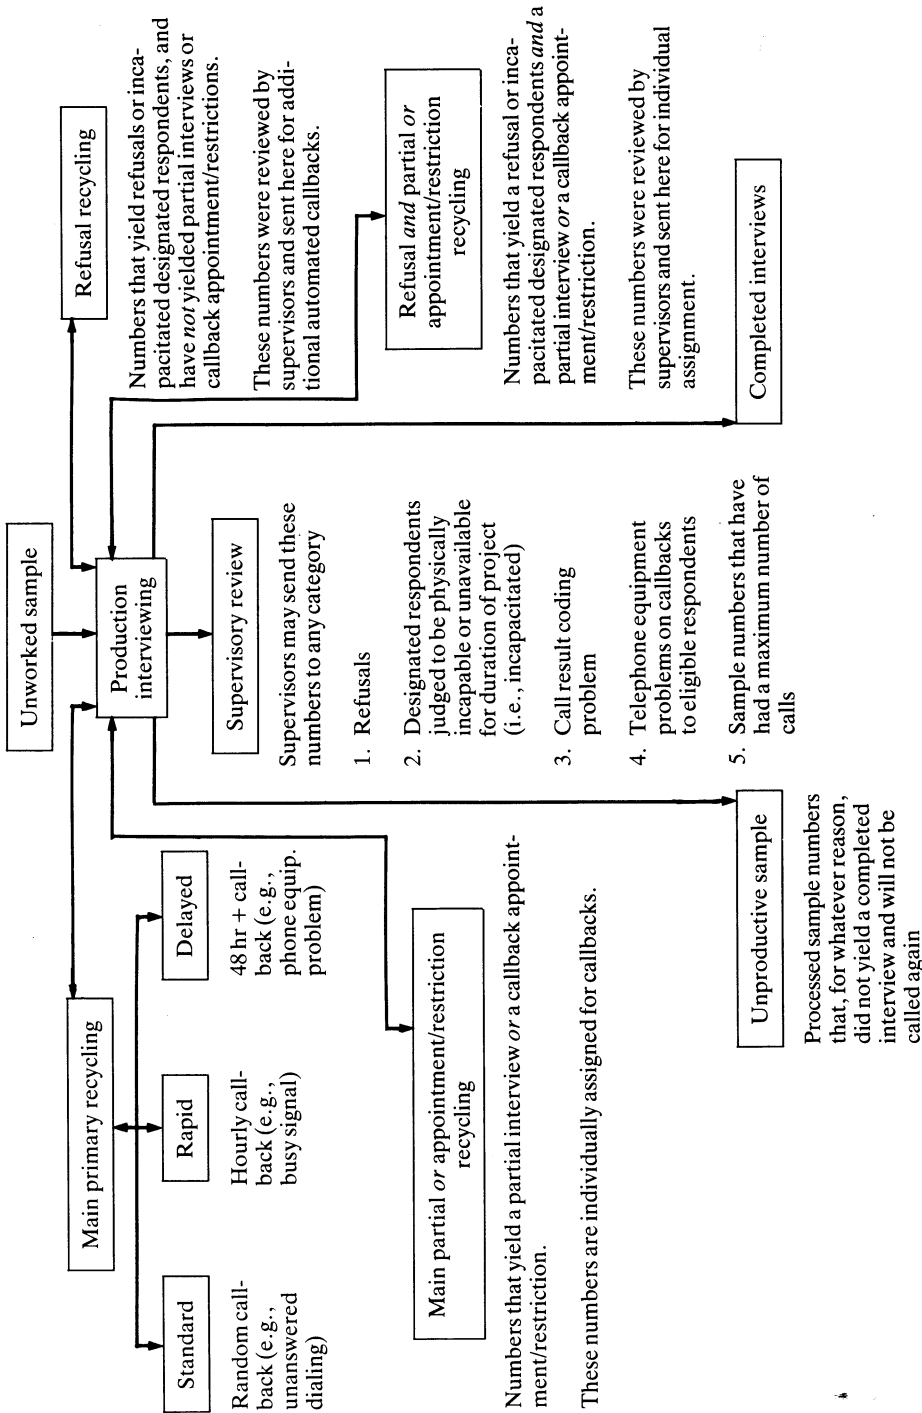 Unworked sample
Main primary recycling
Production
interviewing
Refusal recycling
Standard
Random call-
back (e.g.,
unanswered
dialing)
Rapid
Hourly call-
back (e.g.,
busy signal)
Delayed
48 hr + call-
back (e.g.,
phone equip.
problem)
Supervisory review
Supervisors may send these
numbers to any category
1. Refusals
2. Designated respondents
judged to be physically
incapable or unavailable
for duration of project
(i.e., incapacitated)
3. Call result coding
problem
4. Telephone equipment
problems on callbacks
to eligible respondents
5. Sample numbers that have
had a maximum number of
calls
Numbers that yield refusals or inca-
pacitated designated respondents, and
have not yielded partial interviews or
callback appointment/restrictions.
These numbers were reviewed by
supervisors and sent here for addi-
tional automated callbacks.
Main partial or appointment/restriction
recycling
Numbers that yield a partial interview or a callback appoint-
ment/restriction.
These numbers are individually assigned for callbacks.
Refusal and partial or
appointment/restriction
recycling
Numbers that yield a refusal or inca-
pacitated designated respondents and a
partial interview or a callback appoint-
ment/restriction.
These numbers were reviewed by
supervisors and sent here for individual
assignment.
Unproductive sample
Processed sample numbers
that, for whatever reason,
did not yield a completed
interview and will not be
called again
Completed interviews